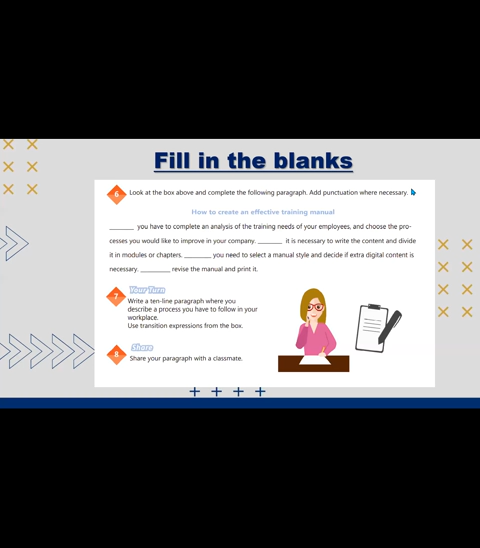 Fill in the blanks
6 Look at the box above and complete the following paragraph. Add punctuation where necessary.
How to create an effective training manual
________ you have to complete an analysis of the training needs of your employees, and choose the pro-
cesses you would like to improve in your company. ________ it is necessary to write the content and divide
it in modules or chapters. ________ you need to select a manual style and decide if extra digital content is
necessary. ________ revise the manual and print it.
7 Your Turn
Write a ten-line paragraph where you
describe a process you have to follow in your
workplace.
Use transition expressions from the box.
8 Share
Share your paragraph with a classmate.